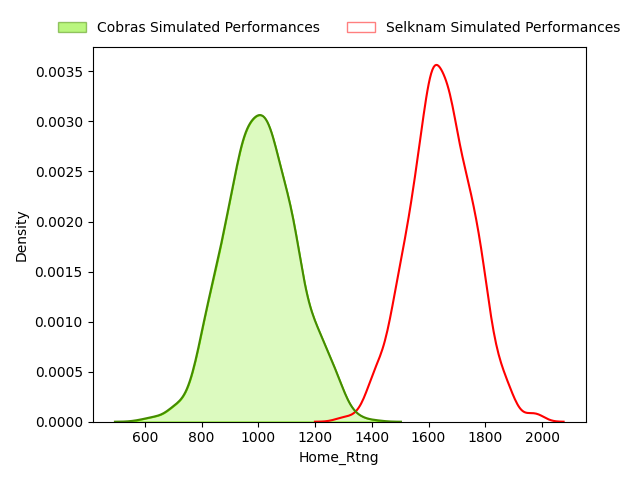 Cobras Simulated Performances
Selknam Simulated Performances
0.0035
0.0030
0.0025
0.0020
0.0015
0.0010
0.0005
0.0000
Density
600 800 1000 1200 1400 1600 1800 2000
Home_Rtng